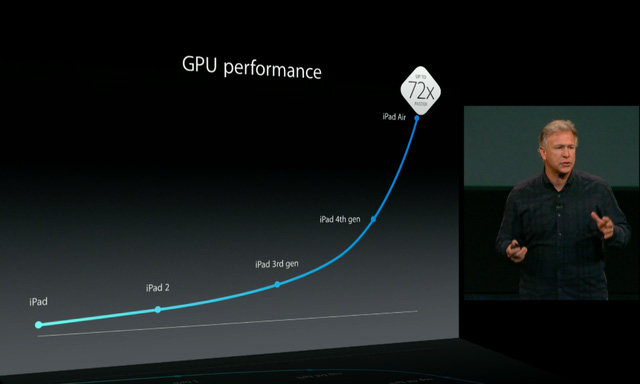 GPU performance
UP TO
72x
FASTER
iPad Air
iPad 4th gen
iPad 3rd gen
iPad 2
iPad